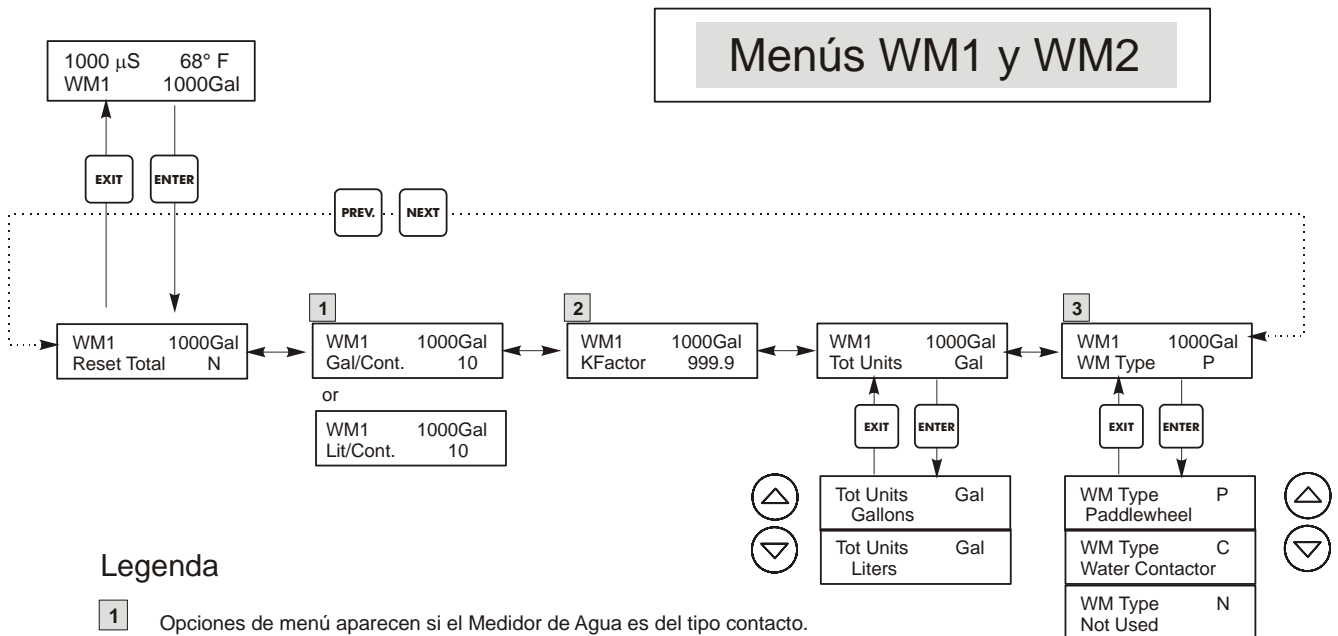 Menús WM1 y WM2
1000 μS 68° F
WM1 1000Gal
EXIT ENTER
PREV. NEXT
1
WM1 1000Gal
Reset Total N
WM1 1000Gal
Gal/Cont. 10
or
WM1 1000Gal
Lit/Cont. 10
2
WM1 1000Gal
KFactor 999.9
WM1 1000Gal
Tot Units Gal
EXIT ENTER
Tot Units Gal
Gallons
Tot Units Gal
Liters
3
WM1 1000Gal
WM Type P
EXIT ENTER
WM Type P
Paddlewheel
WM Type C
Water Contactor
WM Type N
Not Used
Legenda
1 Opciones de menú aparecen si el Medidor de Agua es del tipo contacto.